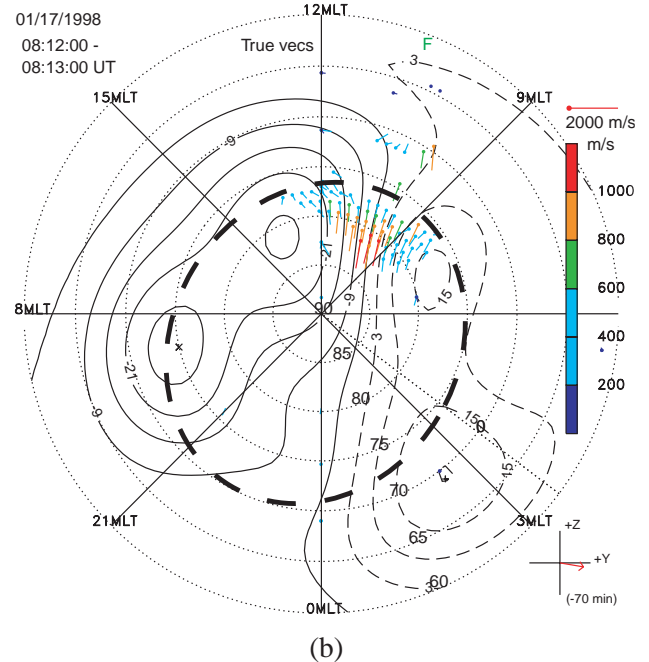 12MLT
01/17/1998
08:12:00 -
08:13:00 UT
True vecs
F
3
15MLT
9MLT
2000 m/s
m/s
-9
1000
800
-21
600
15
-9
8MLT
90
400
3
85
-21
200
80
-9
15
0
75
15
70
21MLT
3MLT
65
+Z
+Y
60
3
(-70 min)
0MLT
(b)